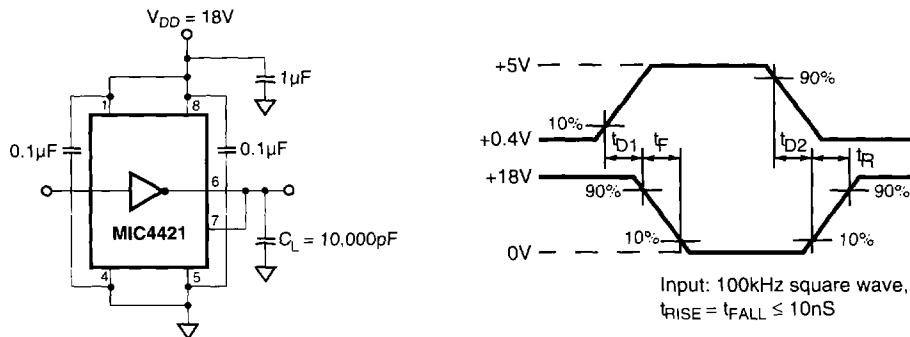 V_DD = 18V
1µF
1
8
0.1µF
0.1µF
6
7
MIC4421
C_L = 10,000pF
4
5
+5V
90%
10%
t_D1
t_F
t_D2
t_R
+0.4V
+18V
90%
90%
10%
10%
0V
Input: 100kHz square wave,
t_RISE = t_FALL ≤ 10nS